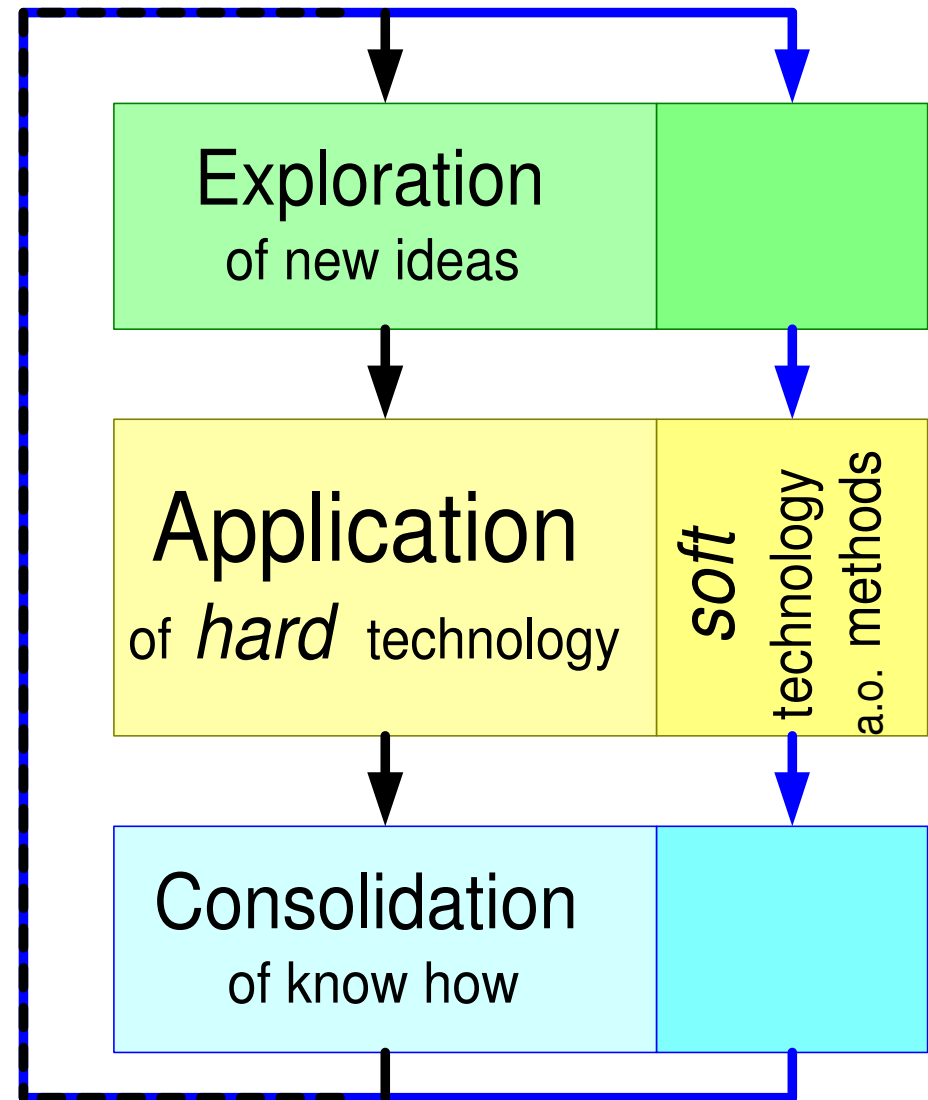 Exploration
of new ideas
Application
of hard technology
soft
technology
a.o. methods
Consolidation
of know how